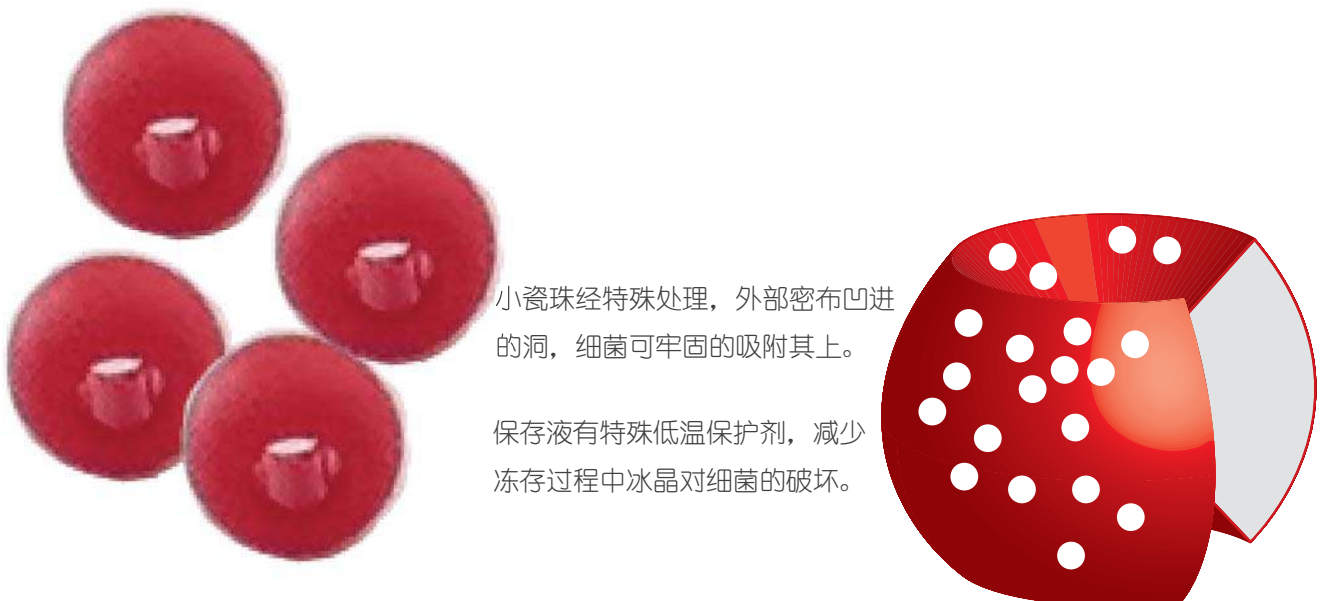 小瓷珠经特殊处理，外部密布凹进
的洞，细菌可牢固的吸附其上。
保存液有特殊低温保护剂，减少
冻存过程中冰晶对细菌的破坏。